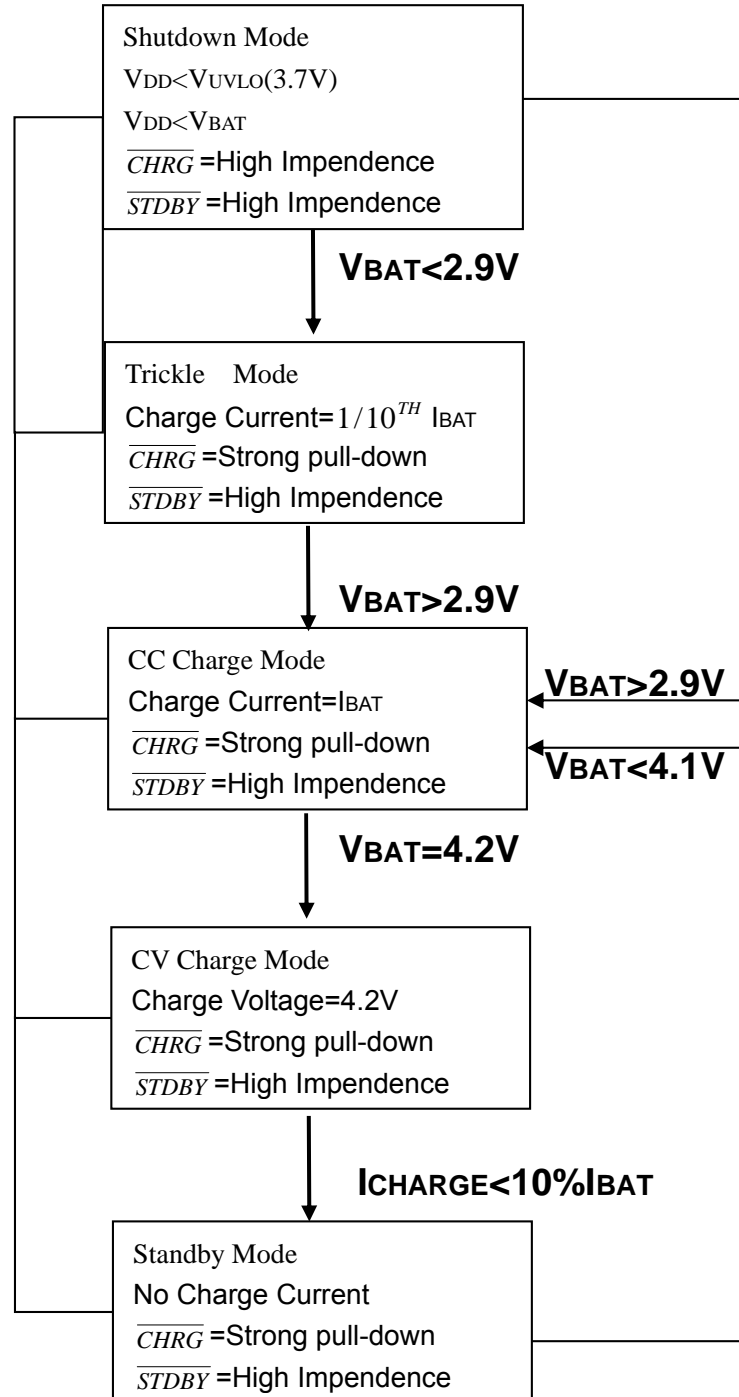 Shutdown Mode
VDD<VUVLO(3.7V)
VDD<VBAT
CHRG =High Impendence
STDBY =High Impendence
VBAT<2.9V
Trickle Mode
Charge Current=1/10^TH IBAT
CHRG =Strong pull-down
STDBY =High Impendence
VBAT>2.9V
CC Charge Mode
Charge Current=IBAT
CHRG =Strong pull-down
STDBY =High Impendence
VBAT>2.9V
VBAT<4.1V
VBAT=4.2V
CV Charge Mode
Charge Voltage=4.2V
CHRG =Strong pull-down
STDBY =High Impendence
ICHARGE<10%IBAT
Standby Mode
No Charge Current
CHRG =Strong pull-down
STDBY =High Impendence